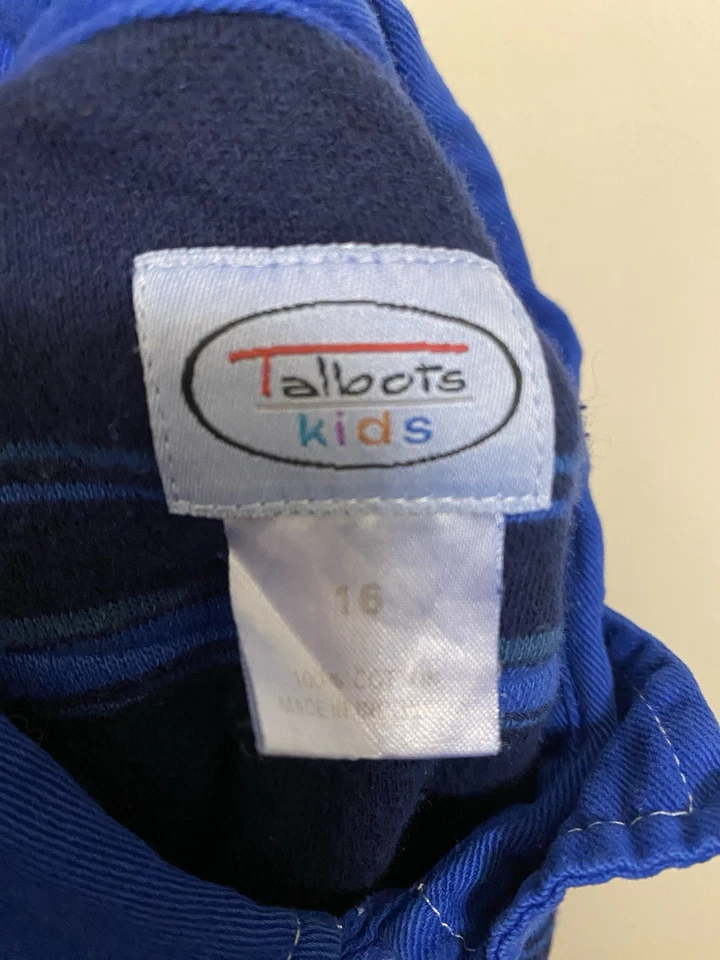 Talbots
kids
16
100% COTTON
MADE IN